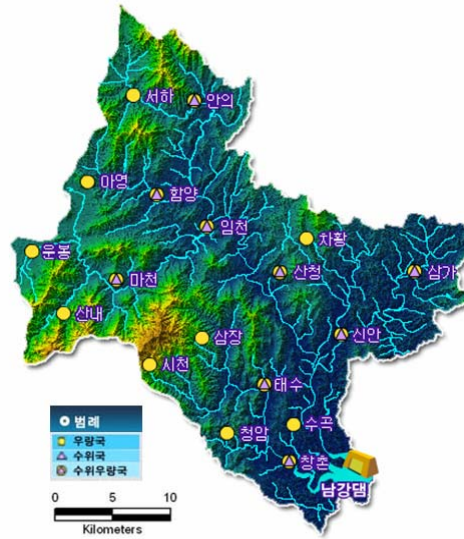 서하
안의
마영
함양
임천
차황
운봉
마천
산청
삼가
산내
삼장
신안
시천
태수
청암
수곡
창촌
남강댐
범례
우량국
수위국
수위우량국
0 5 10
Kilometers